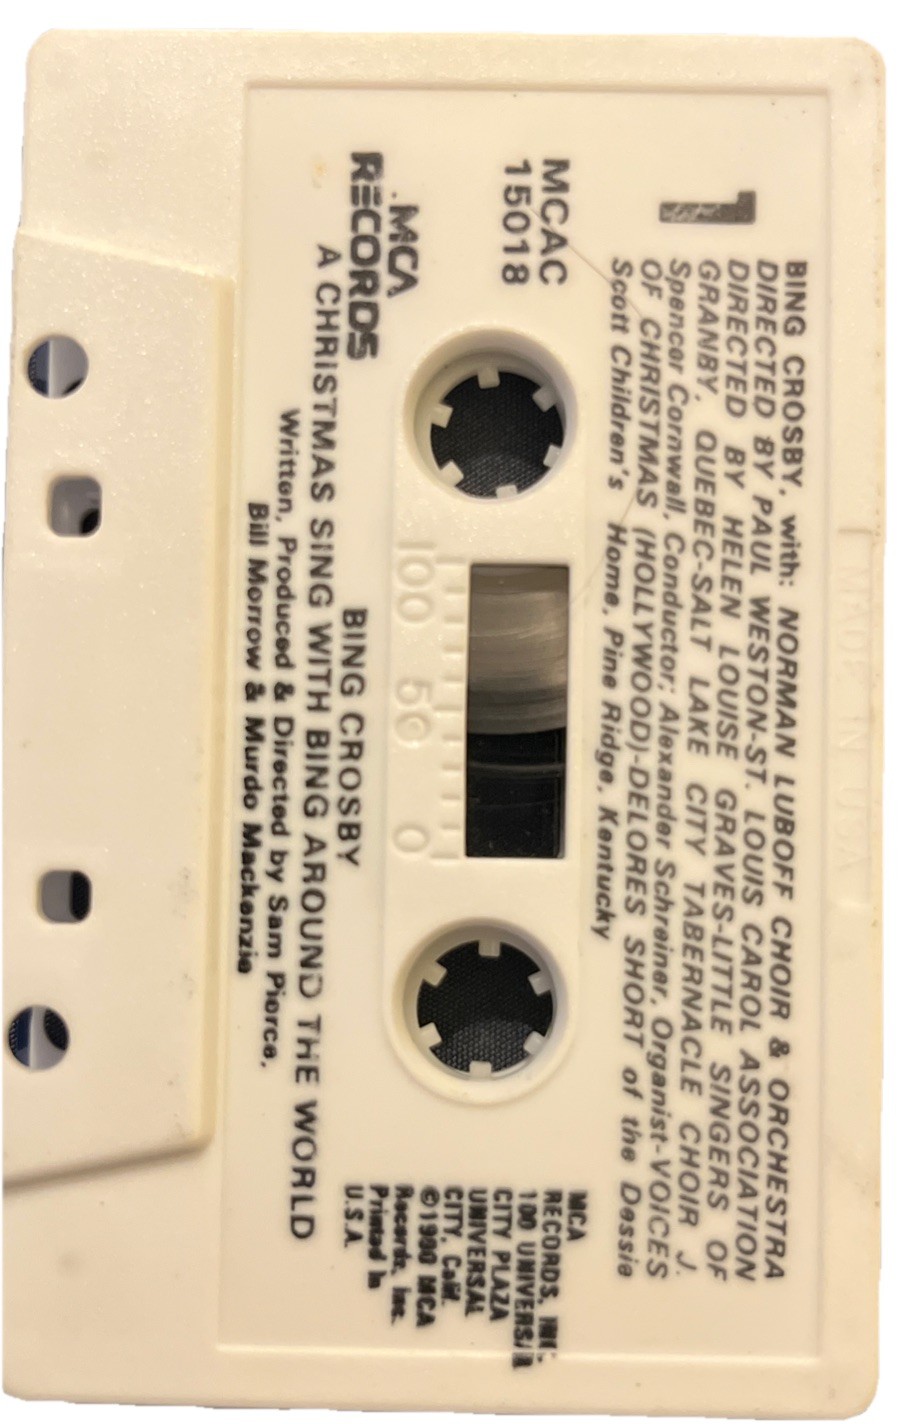 1
BING CROSBY, with: NORMAN LUBOFF CHOIR & ORCHESTRA
DIRECTED BY PAUL WESTON-ST. LOUIS CAROL ASSOCIATION
DIRECTED BY HELEN LOUISE GRAVES-LITTLE SINGERS OF
GRANBY, QUEBEC-SALT LAKE CITY TABERNACLE CHOIR J.
Spencer Cornwall, Conductor; Alexander Schreiner, Organist-VOICES
OF CHRISTMAS (HOLLYWOOD)-DELORES SHORT of the Dessie
Scott Children's Home, Pine Ridge, Kentucky
MCAC
15018
MCA
RECORDS
100 50 0
MCA
RECORDS, INC.
100 UNIVERSAL
CITY PLAZA
UNIVERSAL
CITY, Calif.
©1980 MCA
Records, Inc.
Printed in
U.S.A.
BING CROSBY
A CHRISTMAS SING WITH BING AROUND THE WORLD
Written, Produced & Directed by Sam Pierce,
Bill Morrow & Murdo Mackenzie
MADE IN USA